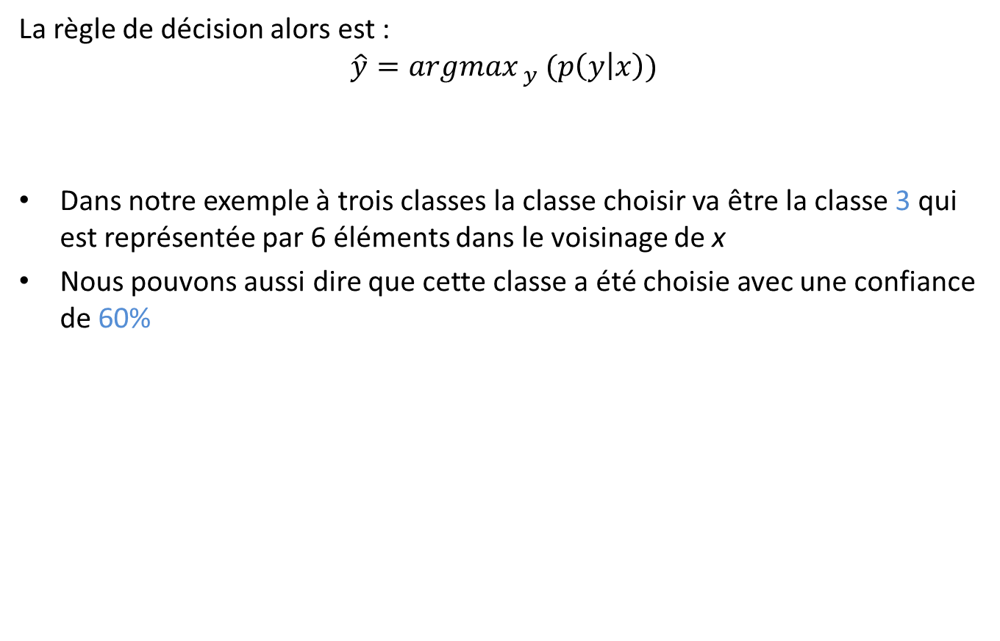 La règle de décision alors est :
ŷ = argmax y (p(y|x))
• Dans notre exemple à trois classes la classe choisir va être la classe 3 qui
est représentée par 6 éléments dans le voisinage de x
• Nous pouvons aussi dire que cette classe a été choisie avec une confiance
de 60%